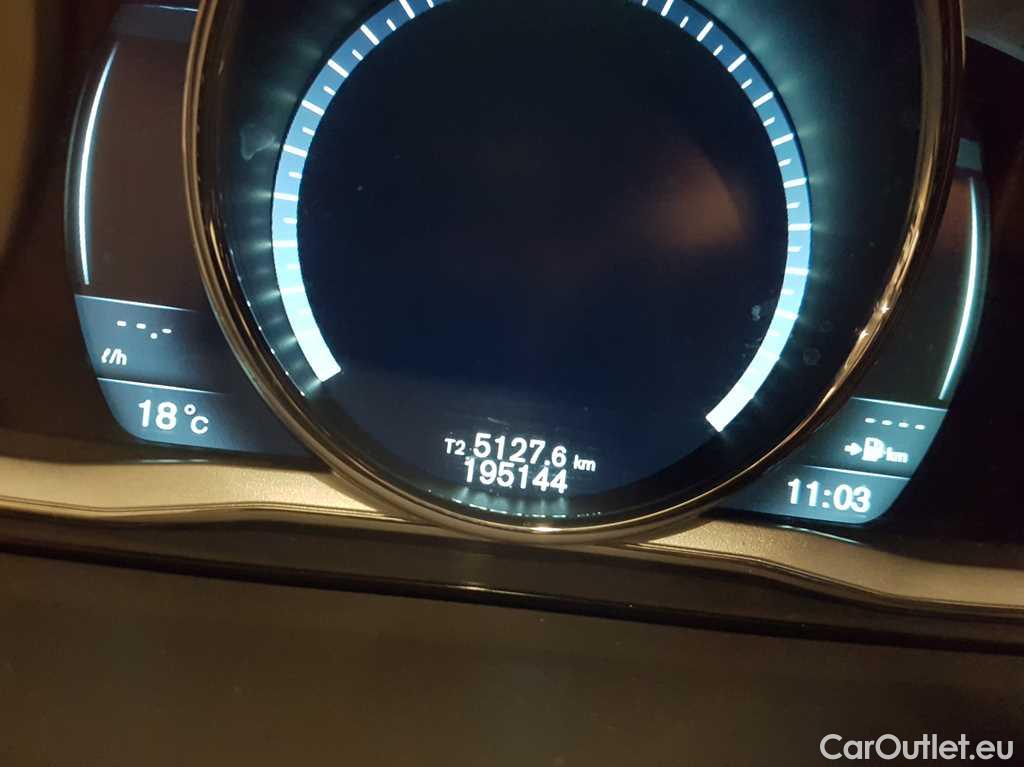 --.-
l/h
18°C
T2 5127.6 km
195144
----
km
11:03
CarOutlet.eu